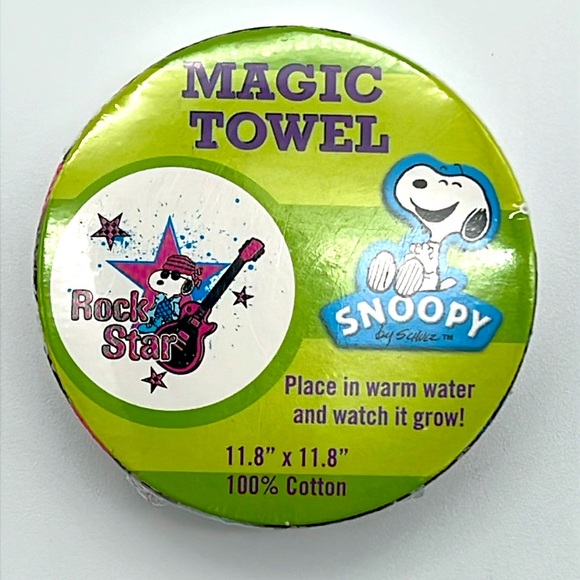 MAGIC
TOWEL
Rock
Star
SNOOPY
by SCHULZ ™
Place in warm water
and watch it grow!
11.8" x 11.8"
100% Cotton